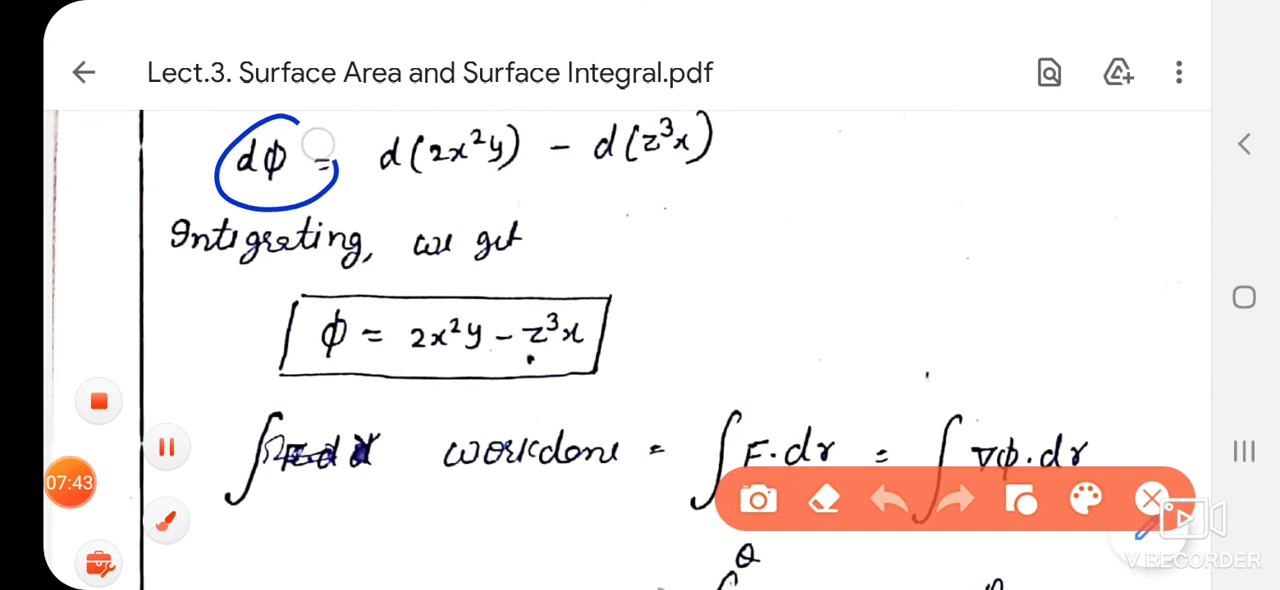 Lect.3. Surface Area and Surface Integral.pdf
dϕ = d(2x²y) - d(z³x)
Intigrating, we get
ϕ = 2x²y - z³x
∫ workdone = ∫ F.dr = ∫ ∇ϕ.dr
07:43
V RECORDER